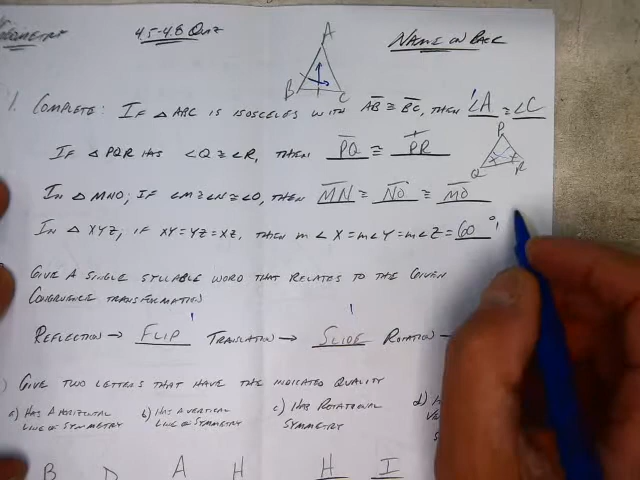 GEOMETRY 4.5-4.8 QUIZ NAME ON BACK
A
B C
1. COMPLETE: IF △ABC IS ISOSCELES WITH AB ≅ BC, THEN ∠A ≅ ∠C
IF △PQR HAS ∠Q ≅ ∠R, THEN PQ ≅ PR
P
Q R
IN △MNO, IF ∠M ≅ ∠N ≅ ∠O, THEN MN ≅ NO ≅ MO
IN △XYZ, IF XY = YZ = XZ, THEN m∠X = m∠Y = m∠Z = 60°
GIVE A SINGLE SYLLABLE WORD THAT RELATES TO THE GIVEN
CONGRUENCE TRANSFORMATION
REFLECTION → FLIP TRANSLATION → SLIDE ROTATION →
) GIVE TWO LETTERS THAT HAVE THE INDICATED QUALITY
a) HAS A HORIZONTAL b) HAS A VERTICAL c) HAS ROTATIONAL d)
LINE OF SYMMETRY LINE OF SYMMETRY SYMMETRY
B D A H H I